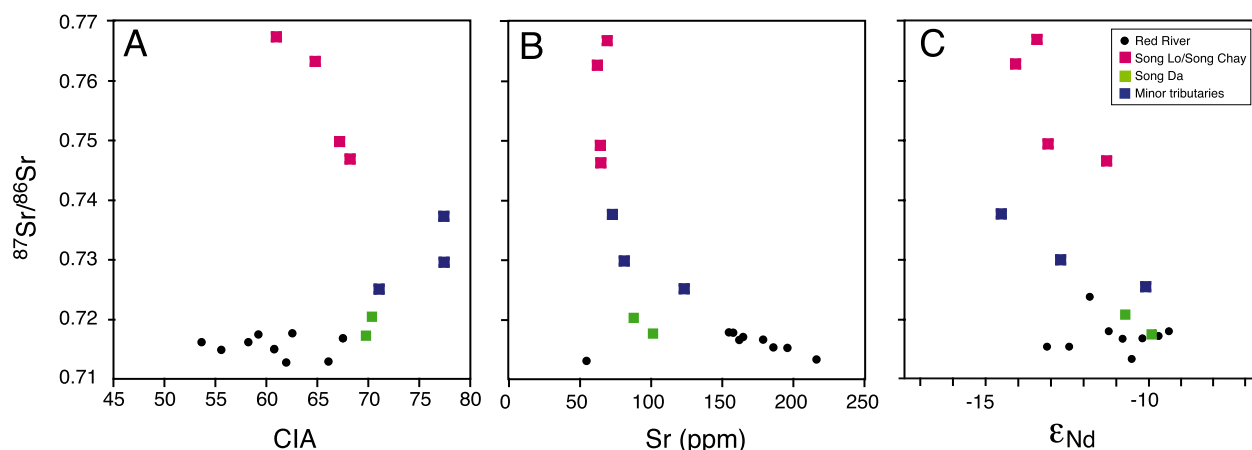 A
B
C
0.77
0.76
0.75
0.74
0.73
0.72
0.71
87Sr/86Sr
45 50 55 60 65 70 75 80
CIA
0 50 100 150 200 250
Sr (ppm)
-15 -10
εNd
Red River
Song Lo/Song Chay
Song Da
Minor tributaries